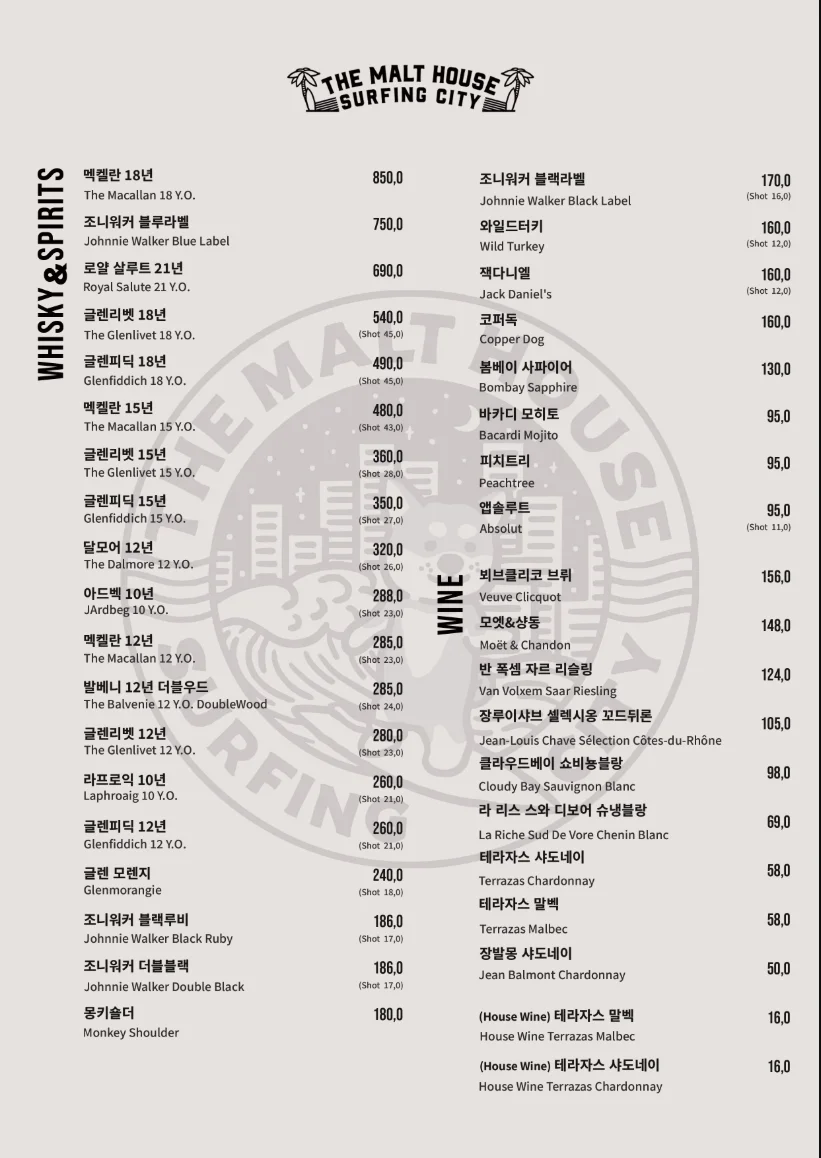 THE MALT HOUSE
SURFING CITY
WHISKY&SPIRITS
멕켈란 18년 850,0
The Macallan 18 Y.O.
조니워커 블루라벨 750,0
Johnnie Walker Blue Label
로얄 살루트 21년 690,0
Royal Salute 21 Y.O.
글렌리벳 18년 540,0
The Glenlivet 18 Y.O. (Shot 45,0)
글렌피딕 18년 490,0
Glenfiddich 18 Y.O. (Shot 45,0)
멕켈란 15년 480,0
The Macallan 15 Y.O. (Shot 43,0)
글렌리벳 15년 360,0
The Glenlivet 15 Y.O. (Shot 28,0)
글렌피딕 15년 350,0
Glenfiddich 15 Y.O. (Shot 27,0)
달모어 12년 320,0
The Dalmore 12 Y.O. (Shot 26,0)
아드벡 10년 288,0
JArdbeg 10 Y.O. (Shot 23,0)
멕켈란 12년 285,0
The Macallan 12 Y.O. (Shot 23,0)
발베니 12년 더블우드 285,0
The Balvenie 12 Y.O. DoubleWood (Shot 24,0)
글렌리벳 12년 280,0
The Glenlivet 12 Y.O. (Shot 23,0)
라프로익 10년 260,0
Laphroaig 10 Y.O. (Shot 21,0)
글렌피딕 12년 260,0
Glenfiddich 12 Y.O. (Shot 21,0)
글렌 모렌지 240,0
Glenmorangie (Shot 18,0)
조니워커 블랙루비 186,0
Johnnie Walker Black Ruby (Shot 17,0)
조니워커 더블블랙 186,0
Johnnie Walker Double Black (Shot 17,0)
몽키숄더 180,0
Monkey Shoulder
조니워커 블랙라벨 170,0
Johnnie Walker Black Label (Shot 16,0)
와일드터키 160,0
Wild Turkey (Shot 12,0)
잭다니엘 160,0
Jack Daniel's (Shot 12,0)
코퍼독 160,0
Copper Dog
봄베이 사파이어 130,0
Bombay Sapphire
바카디 모히토 95,0
Bacardi Mojito
피치트리 95,0
Peachtree
앱솔루트 95,0
Absolut (Shot 11,0)
WINE
뵈브클리코 브뤼 156,0
Veuve Clicquot
모엣&샹동 148,0
Moët & Chandon
반 폭셈 자르 리슬링 124,0
Van Volxem Saar Riesling
장루이샤브 셀렉시옹 꼬드뒤론 105,0
Jean-Louis Chave Sélection Côtes-du-Rhône
클라우드베이 쇼비뇽블랑 98,0
Cloudy Bay Sauvignon Blanc
라 리스 스와 디보어 슈냉블랑 69,0
La Riche Sud De Vore Chenin Blanc
테라자스 샤도네이 58,0
Terrazas Chardonnay
테라자스 말벡 58,0
Terrazas Malbec
장발몽 샤도네이 50,0
Jean Balmont Chardonnay
(House Wine) 테라자스 말벡 16,0
House Wine Terrazas Malbec
(House Wine) 테라자스 샤도네이 16,0
House Wine Terrazas Chardonnay
THE MALT HOUSE
SURFING CITY